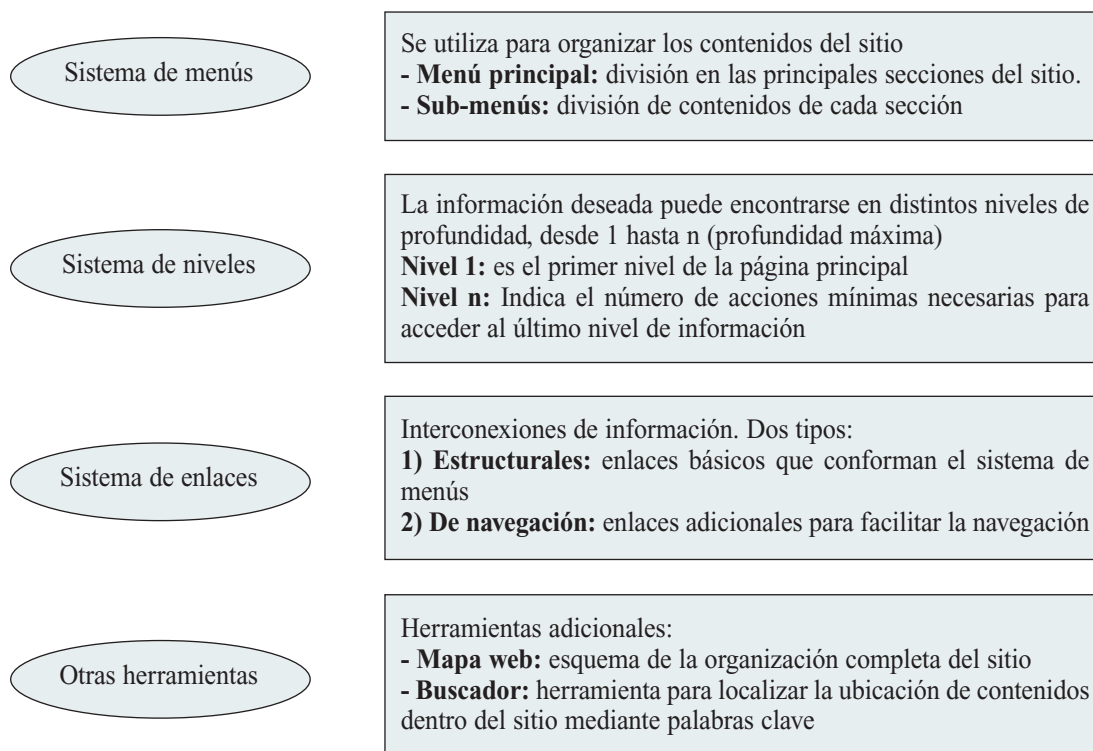 Sistema de menús
Se utiliza para organizar los contenidos del sitio
- Menú principal: división en las principales secciones del sitio.
- Sub-menús: división de contenidos de cada sección
Sistema de niveles
La información deseada puede encontrarse en distintos niveles de
profundidad, desde 1 hasta n (profundidad máxima)
Nivel 1: es el primer nivel de la página principal
Nivel n: Indica el número de acciones mínimas necesarias para
acceder al último nivel de información
Sistema de enlaces
Interconexiones de información. Dos tipos:
1) Estructurales: enlaces básicos que conforman el sistema de
menús
2) De navegación: enlaces adicionales para facilitar la navegación
Otras herramientas
Herramientas adicionales:
- Mapa web: esquema de la organización completa del sitio
- Buscador: herramienta para localizar la ubicación de contenidos
dentro del sitio mediante palabras clave